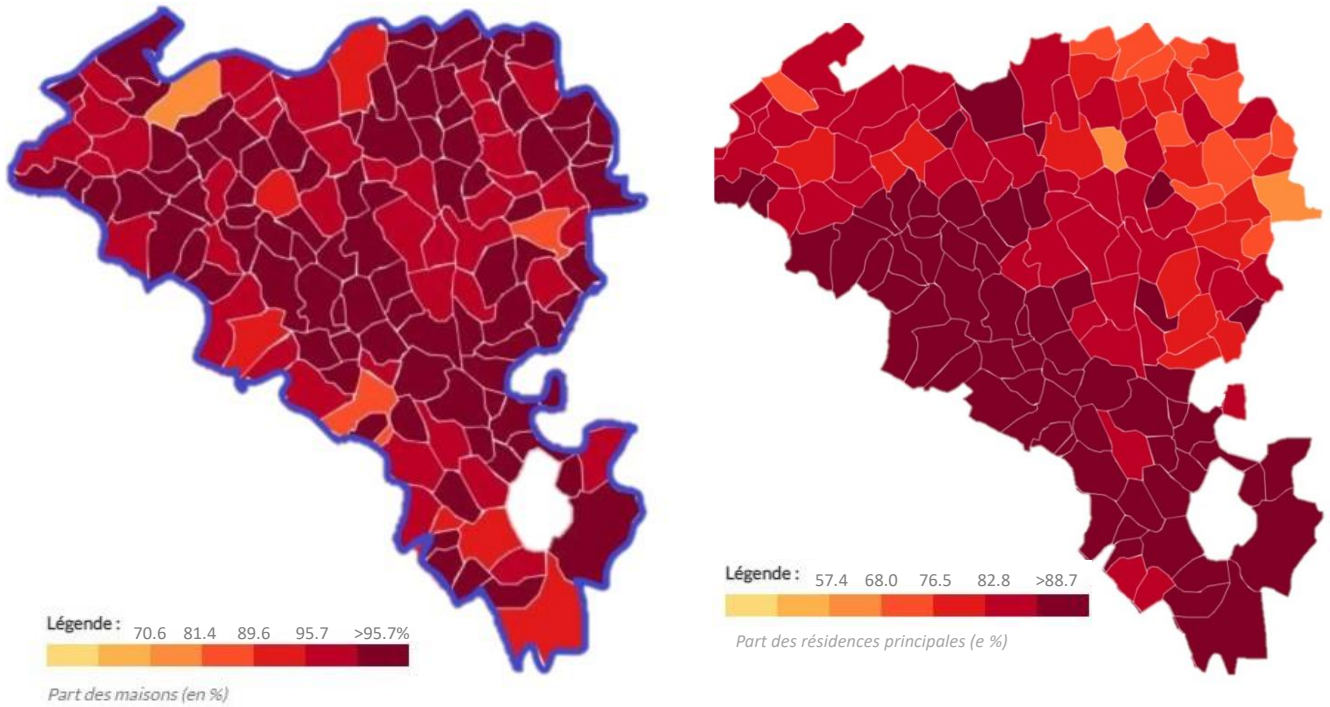 Légende : 70.6 81.4 89.6 95.7 >95.7%
Part des maisons (en %)
Légende : 57.4 68.0 76.5 82.8 >88.7
Part des résidences principales (e %)